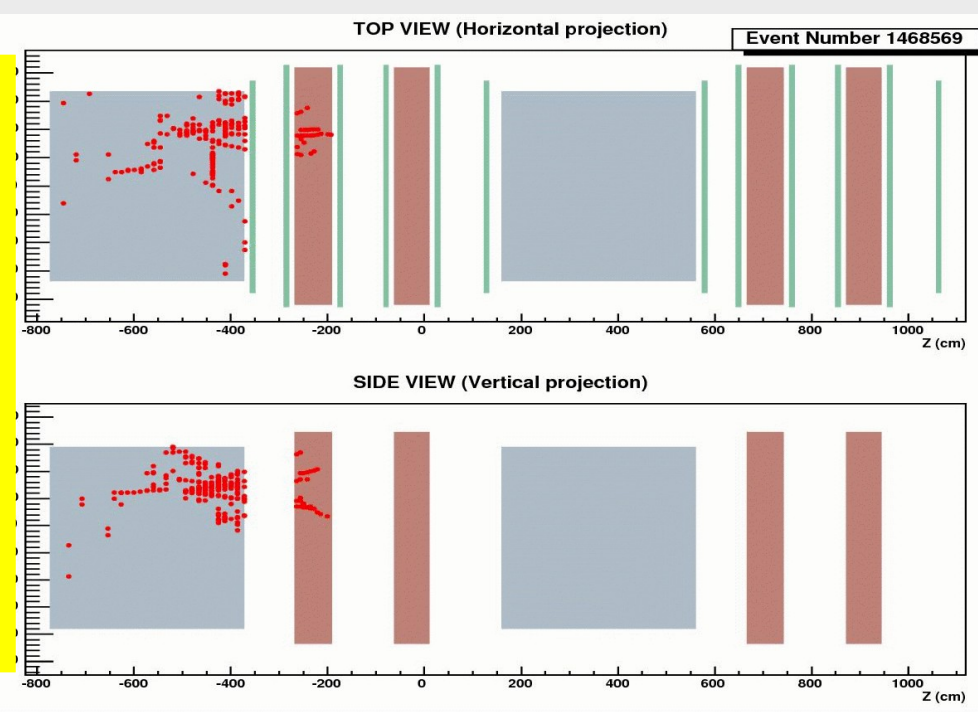 TOP VIEW (Horizontal projection)
Event Number 1468569
-800 -600 -400 -200 0 200 400 600 800 1000
Z (cm)
SIDE VIEW (Vertical projection)
-800 -600 -400 -200 0 200 400 600 800 1000
Z (cm)